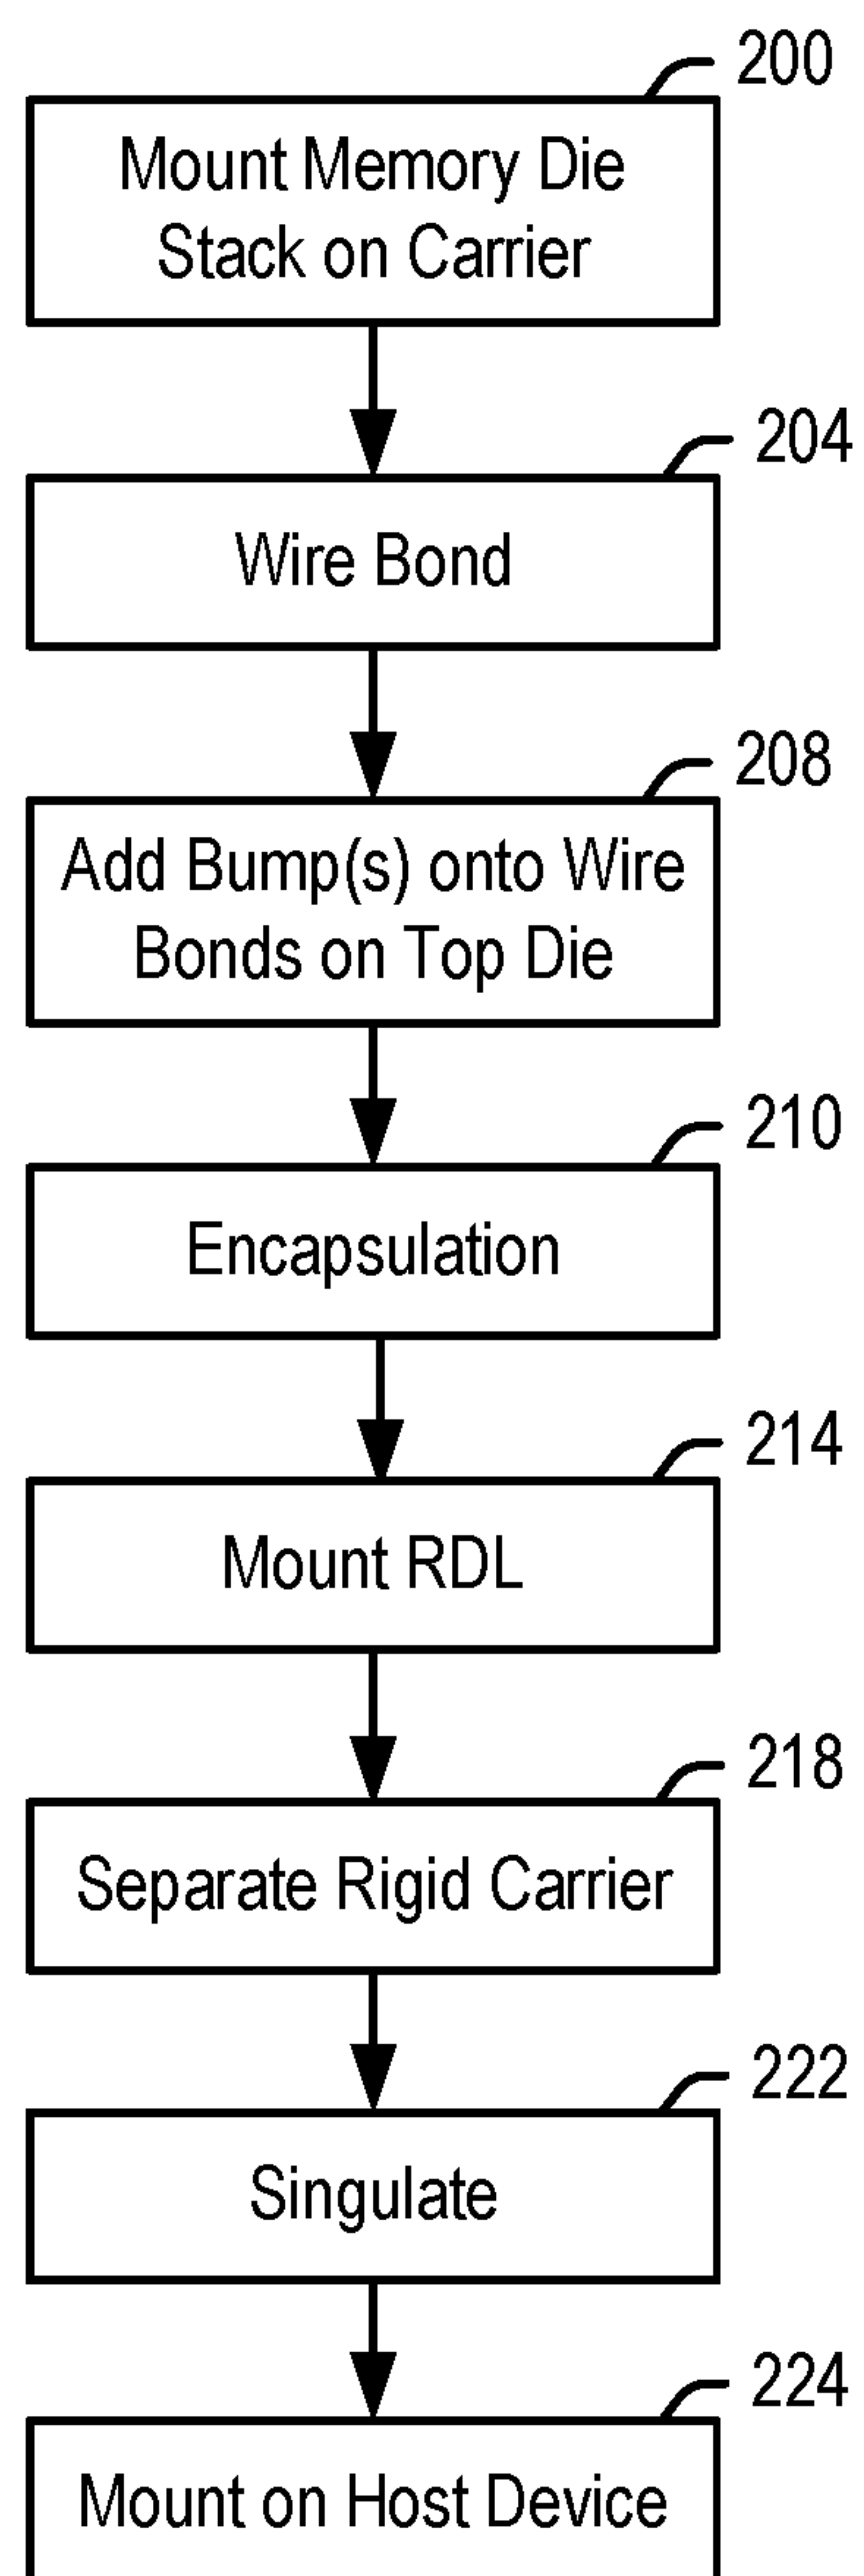 200
Mount Memory Die
Stack on Carrier
204
Wire Bond
208
Add Bump(s) onto Wire
Bonds on Top Die
210
Encapsulation
214
Mount RDL
218
Separate Rigid Carrier
222
Singulate
224
Mount on Host Device